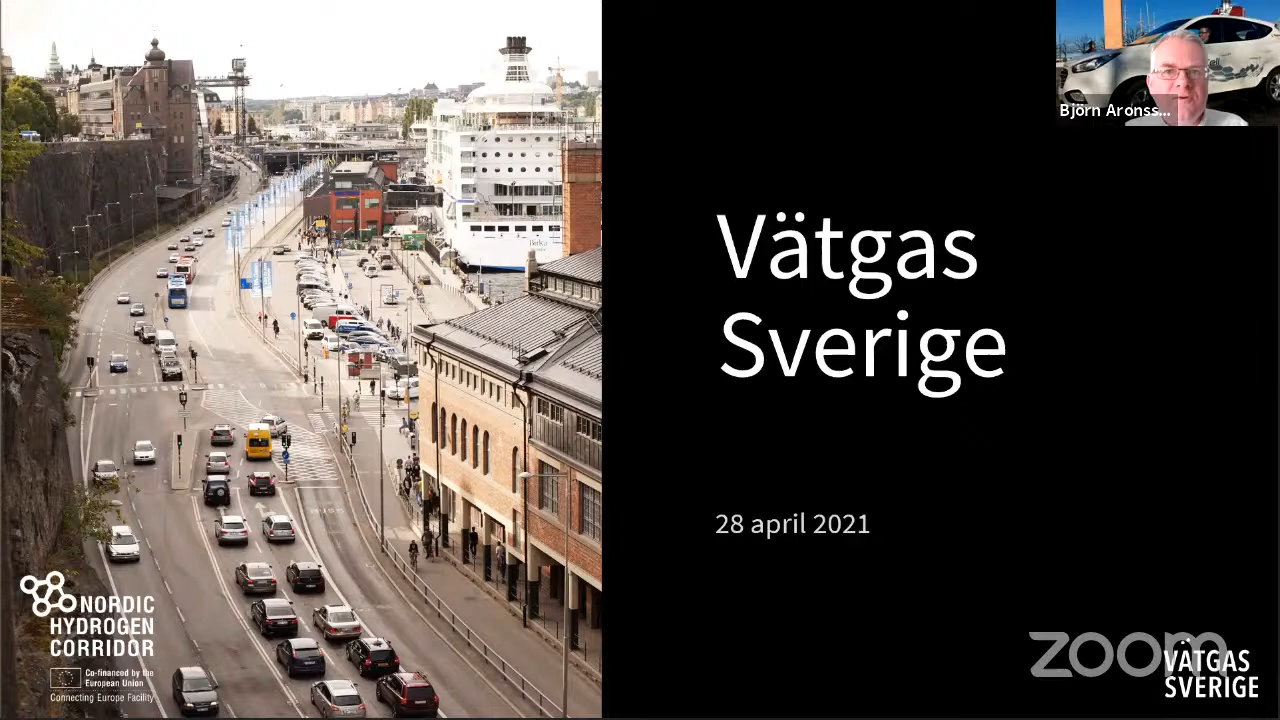 Björn Aronss...
Vätgas
Sverige
28 april 2021
NORDIC
HYDROGEN
CORRIDOR
Co-financed by the
European Union
Connecting Europe Facility
zoom
VÄTGAS
SVERIGE
Birka